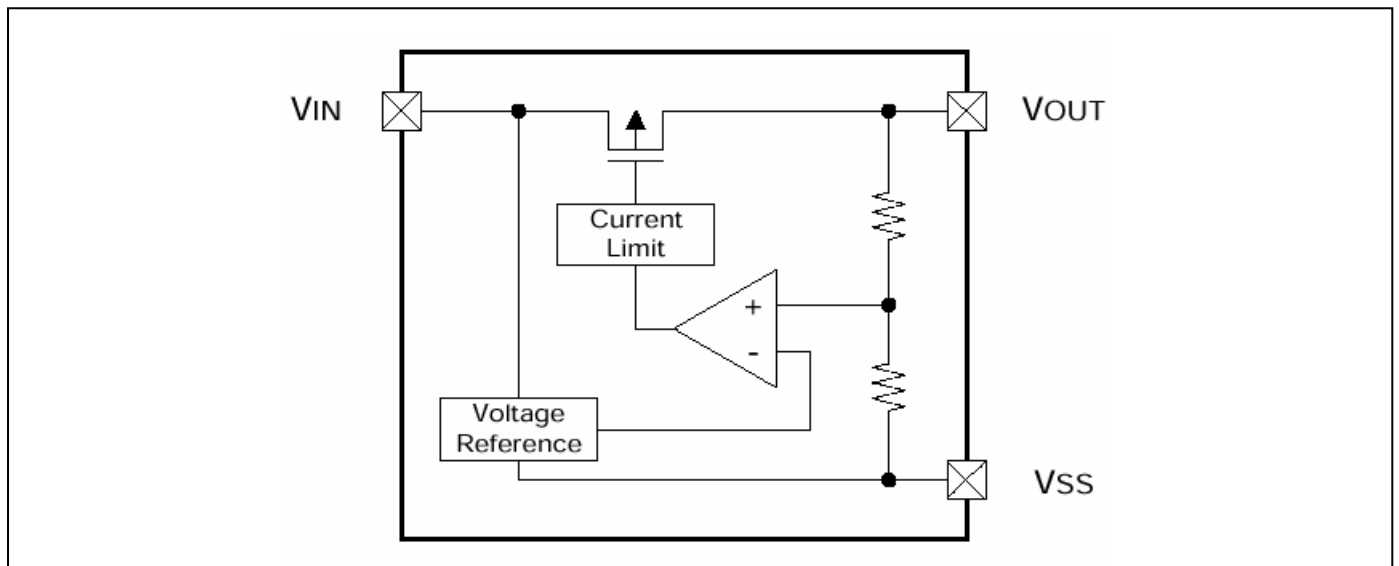 VIN
VOUT
Current
Limit
+
-
Voltage
Reference
VSS